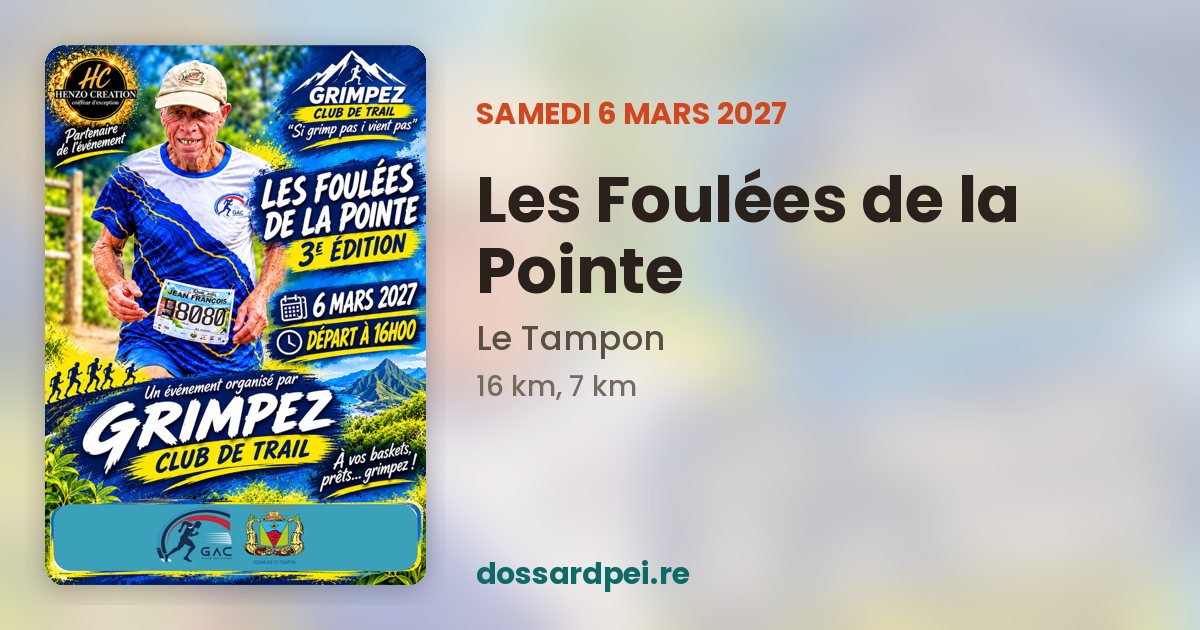 HC
HENZO CREATION
coiffeur d'exception
Partenaire
de l'événement
GRIMPEZ
CLUB DE TRAIL
"Si grimp pas i vient pas"
GAC
LES FOULÉES
DE LA POINTE
3E ÉDITION
JEAN FRANÇOIS
8080
6 MARS 2027
DÉPART À 16H00
Un événement organisé par
GRIMPEZ
CLUB DE TRAIL
À vos baskets,
prêts... grimpez !
GAC
COMMUNE DU TAMPON
SAMEDI 6 MARS 2027
Les Foulées de la
Pointe
Le Tampon
16 km, 7 km
dossardpei.re